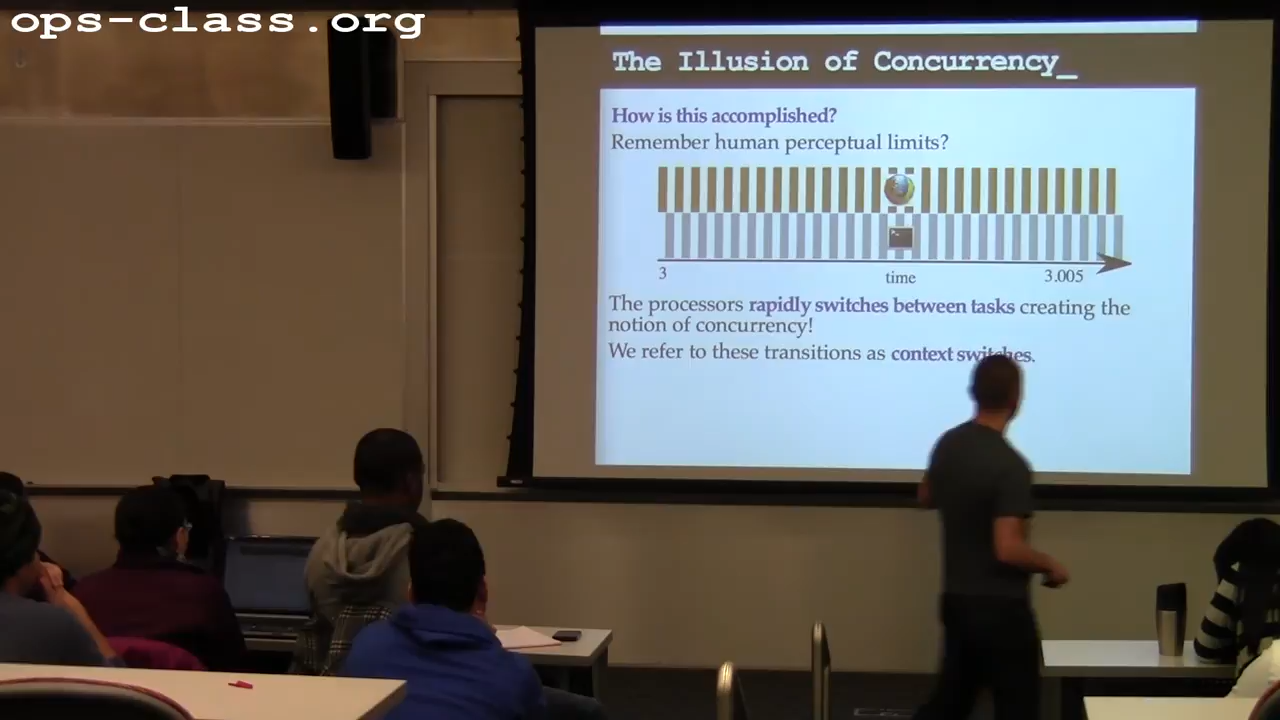 ops-class.org
The Illusion of Concurrency_
How is this accomplished?
Remember human perceptual limits?
3
time
3.005
The processors rapidly switches between tasks creating the
notion of concurrency!
We refer to these transitions as context switches.